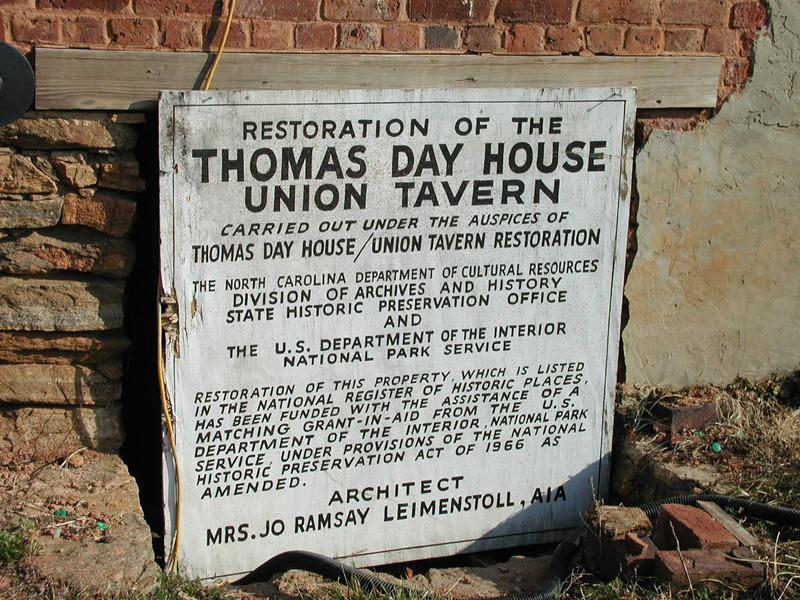 RESTORATION OF THE
THOMAS DAY HOUSE
UNION TAVERN
CARRIED OUT UNDER THE AUSPICES OF
THOMAS DAY HOUSE/UNION TAVERN RESTORATION
THE NORTH CAROLINA DEPARTMENT OF CULTURAL RESOURCES
DIVISION OF ARCHIVES AND HISTORY
STATE HISTORIC PRESERVATION OFFICE
AND
THE U.S. DEPARTMENT OF THE INTERIOR
NATIONAL PARK SERVICE
RESTORATION OF THIS PROPERTY, WHICH IS LISTED
IN THE NATIONAL REGISTER OF HISTORIC PLACES,
HAS BEEN FUNDED WITH THE ASSISTANCE OF A
MATCHING GRANT-IN-AID FROM THE U.S.
DEPARTMENT OF THE INTERIOR, NATIONAL PARK
SERVICE, UNDER PROVISIONS OF THE NATIONAL
HISTORIC PRESERVATION ACT OF 1966 AS
AMENDED.
ARCHITECT
MRS. JO RAMSAY LEIMENSTOLL, AIA